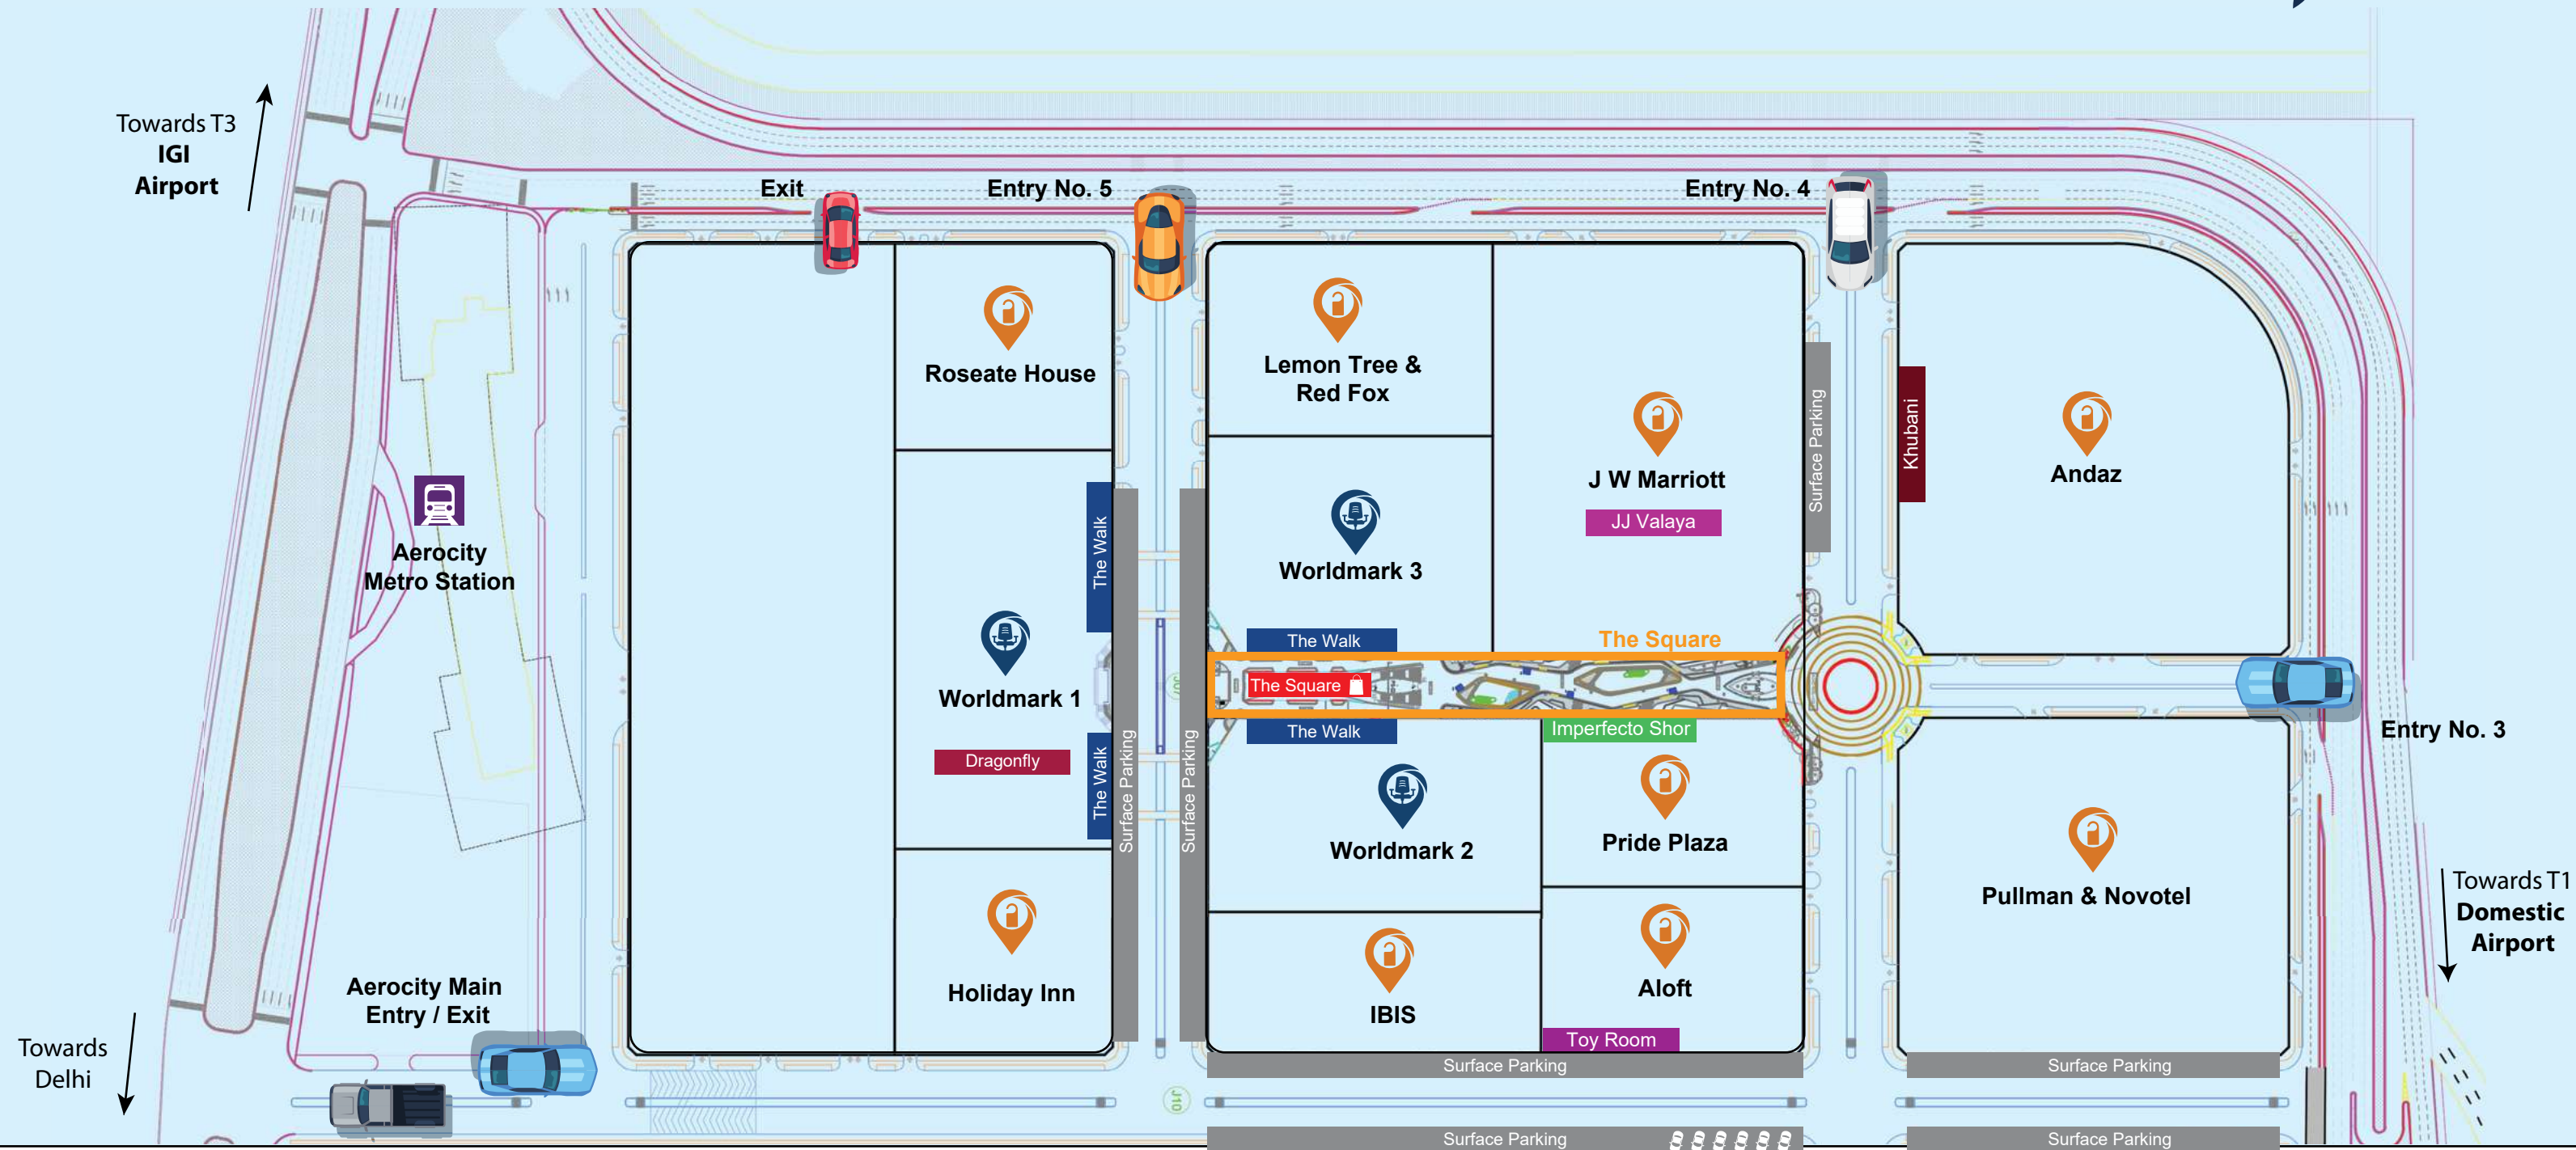 Towards T3
IGI
Airport
Exit
Entry No. 5
Entry No. 4
Roseate House
Lemon Tree &
Red Fox
J W Marriott
JJ Valaya
Surface Parking
Khubani
Andaz
Aerocity
Metro Station
The Walk
Worldmark 3
Worldmark 1
Dragonfly
The Walk
Surface Parking
Surface Parking
The Walk
The Square
The Square
The Walk
Imperfecto Shor
Entry No. 3
Worldmark 2
Pride Plaza
Pullman & Novotel
Towards T1
Domestic
Airport
Holiday Inn
IBIS
Aloft
Toy Room
Aerocity Main
Entry / Exit
Towards
Delhi
Surface Parking
Surface Parking
J10
Surface Parking
Surface Parking